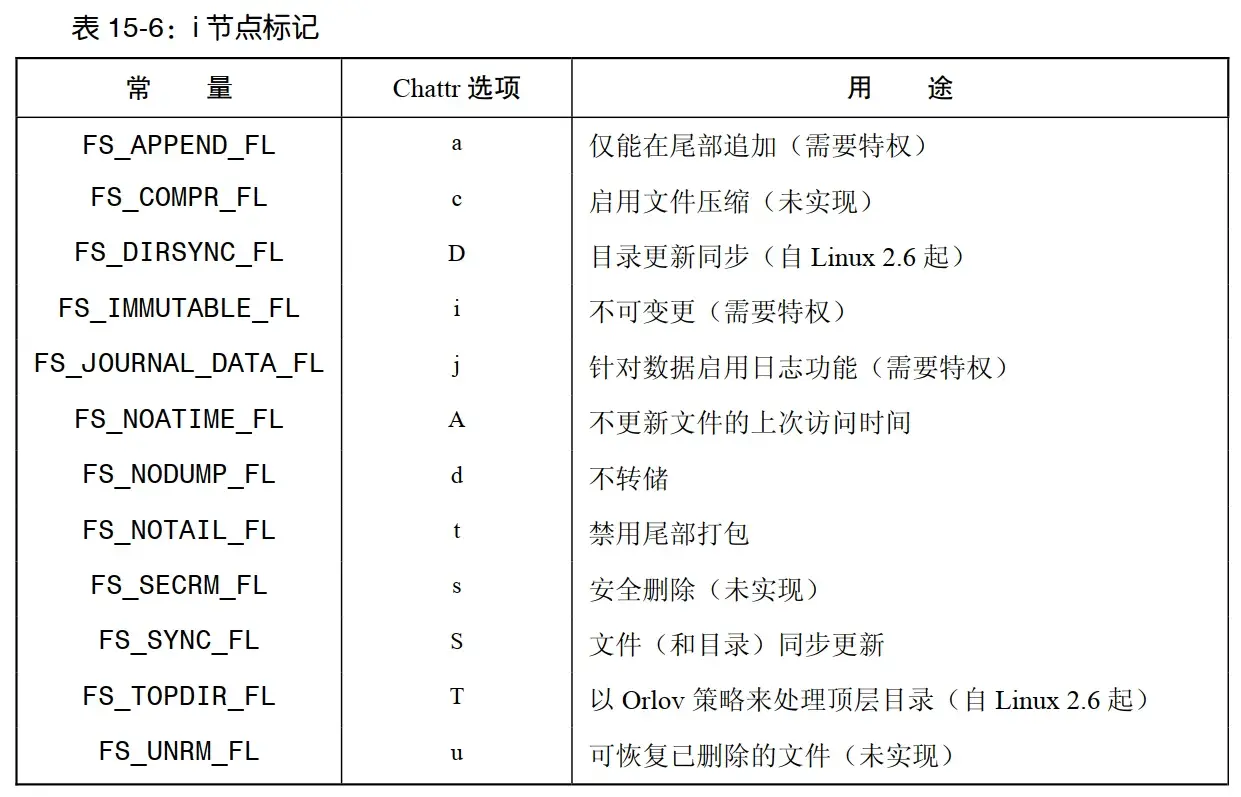 表 15-6：i 节点标记
常 量 Chattr 选项 用 途
FS_APPEND_FL a 仅能在尾部追加（需要特权）
FS_COMPR_FL c 启用文件压缩（未实现）
FS_DIRSYNC_FL D 目录更新同步（自 Linux 2.6 起）
FS_IMMUTABLE_FL i 不可变更（需要特权）
FS_JOURNAL_DATA_FL j 针对数据启用日志功能（需要特权）
FS_NOATIME_FL A 不更新文件的上次访问时间
FS_NODUMP_FL d 不转储
FS_NOTAIL_FL t 禁用尾部打包
FS_SECRM_FL s 安全删除（未实现）
FS_SYNC_FL S 文件（和目录）同步更新
FS_TOPDIR_FL T 以 Orlov 策略来处理顶层目录（自 Linux 2.6 起）
FS_UNRM_FL u 可恢复已删除的文件（未实现）